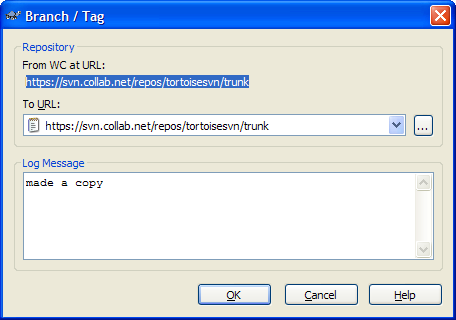 Branch / Tag
Repository
From WC at URL:
https://svn.collab.net/repos/tortoisesvn/trunk
To URL:
https://svn.collab.net/repos/tortoisesvn/trunk
...
Log Message
made a copy
OK
Cancel
Help